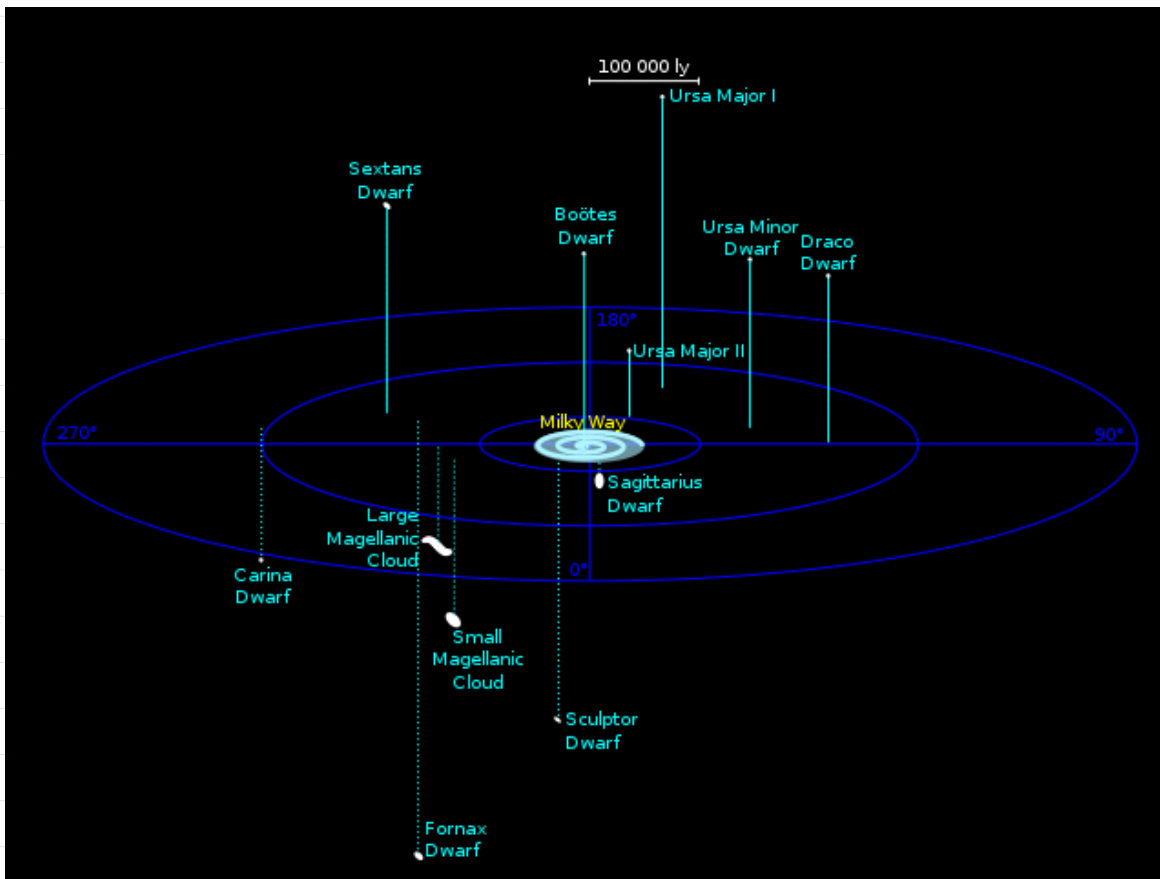 100 000 ly
Ursa Major I
Sextans
Dwarf
Boötes
Dwarf
Ursa Minor
Dwarf
Draco
Dwarf
180°
Ursa Major II
Milky Way
270°
90°
Sagittarius
Dwarf
Large
Magellanic
Cloud
0°
Carina
Dwarf
Small
Magellanic
Cloud
Sculptor
Dwarf
Fornax
Dwarf